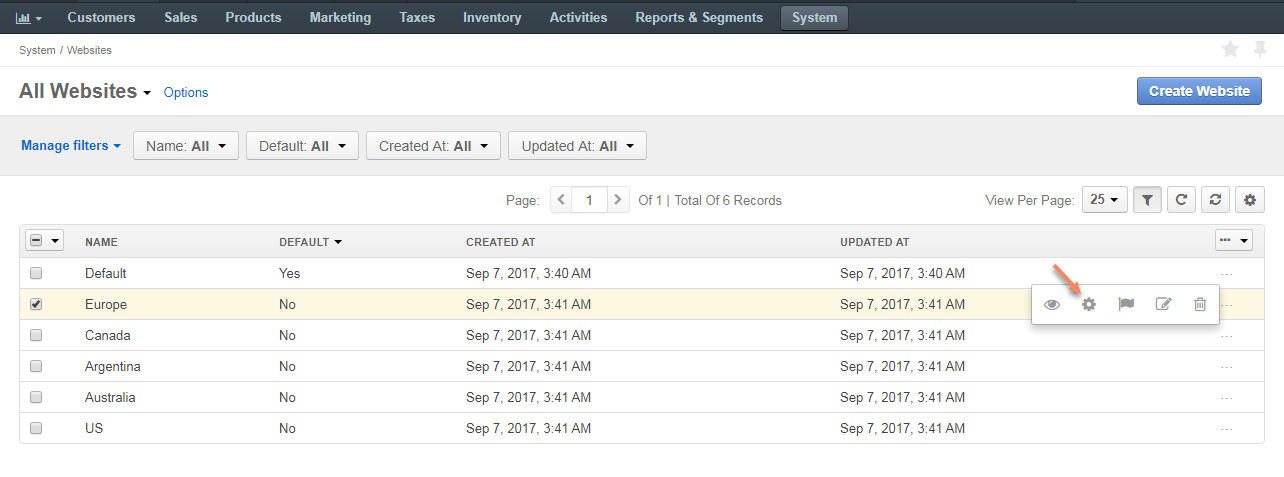 Customers Sales Products Marketing Taxes Inventory Activities Reports & Segments System
System / Websites
All Websites Options Create Website
Manage filters Name: All Default: All Created At: All Updated At: All
Page: 1 Of 1 | Total Of 6 Records View Per Page: 25
NAME DEFAULT CREATED AT UPDATED AT
Default Yes Sep 7, 2017, 3:40 AM Sep 7, 2017, 3:40 AM
Europe No Sep 7, 2017, 3:41 AM Sep 7, 2017, 3:41 AM
Canada No Sep 7, 2017, 3:41 AM Sep 7, 2017, 3:41 AM
Argentina No Sep 7, 2017, 3:41 AM Sep 7, 2017, 3:41 AM
Australia No Sep 7, 2017, 3:41 AM Sep 7, 2017, 3:41 AM
US No Sep 7, 2017, 3:41 AM Sep 7, 2017, 3:41 AM